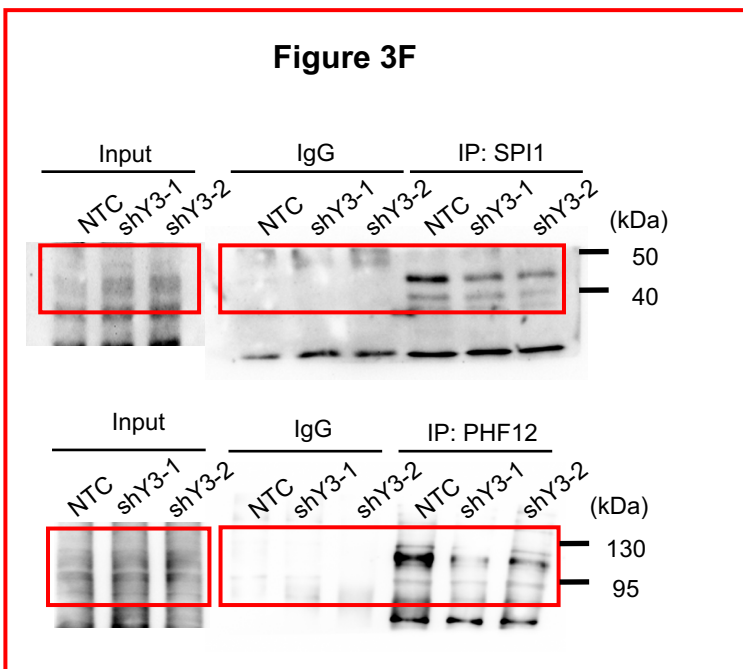 Figure 3F
Input IgG IP: SPI1
NTC shY3-1 shY3-2 NTC shY3-1 shY3-2 NTC shY3-1 shY3-2 (kDa)
50
40
Input IgG IP: PHF12
NTC shY3-1 shY3-2 NTC shY3-1 shY3-2 NTC shY3-1 shY3-2 (kDa)
130
95